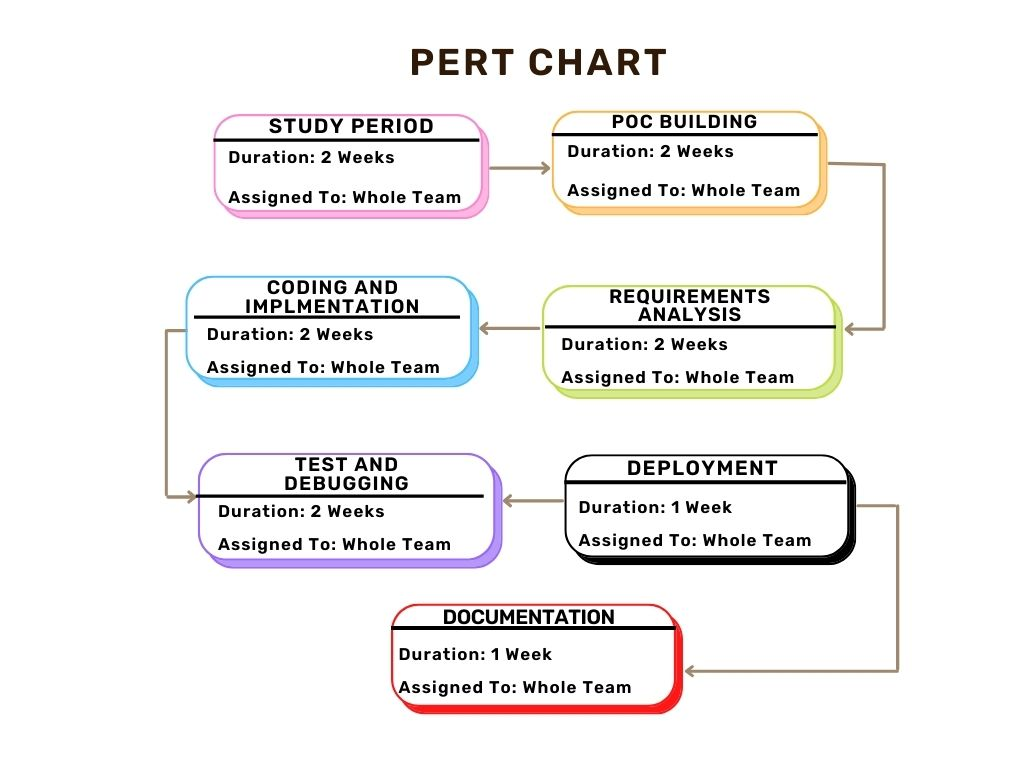 PERT CHART
STUDY PERIOD
Duration: 2 Weeks
Assigned To: Whole Team
POC BUILDING
Duration: 2 Weeks
Assigned To: Whole Team
REQUIREMENTS
ANALYSIS
Duration: 2 Weeks
Assigned To: Whole Team
CODING AND
IMPLMENTATION
Duration: 2 Weeks
Assigned To: Whole Team
TEST AND
DEBUGGING
Duration: 2 Weeks
Assigned To: Whole Team
DEPLOYMENT
Duration: 1 Week
Assigned To: Whole Team
DOCUMENTATION
Duration: 1 Week
Assigned To: Whole Team